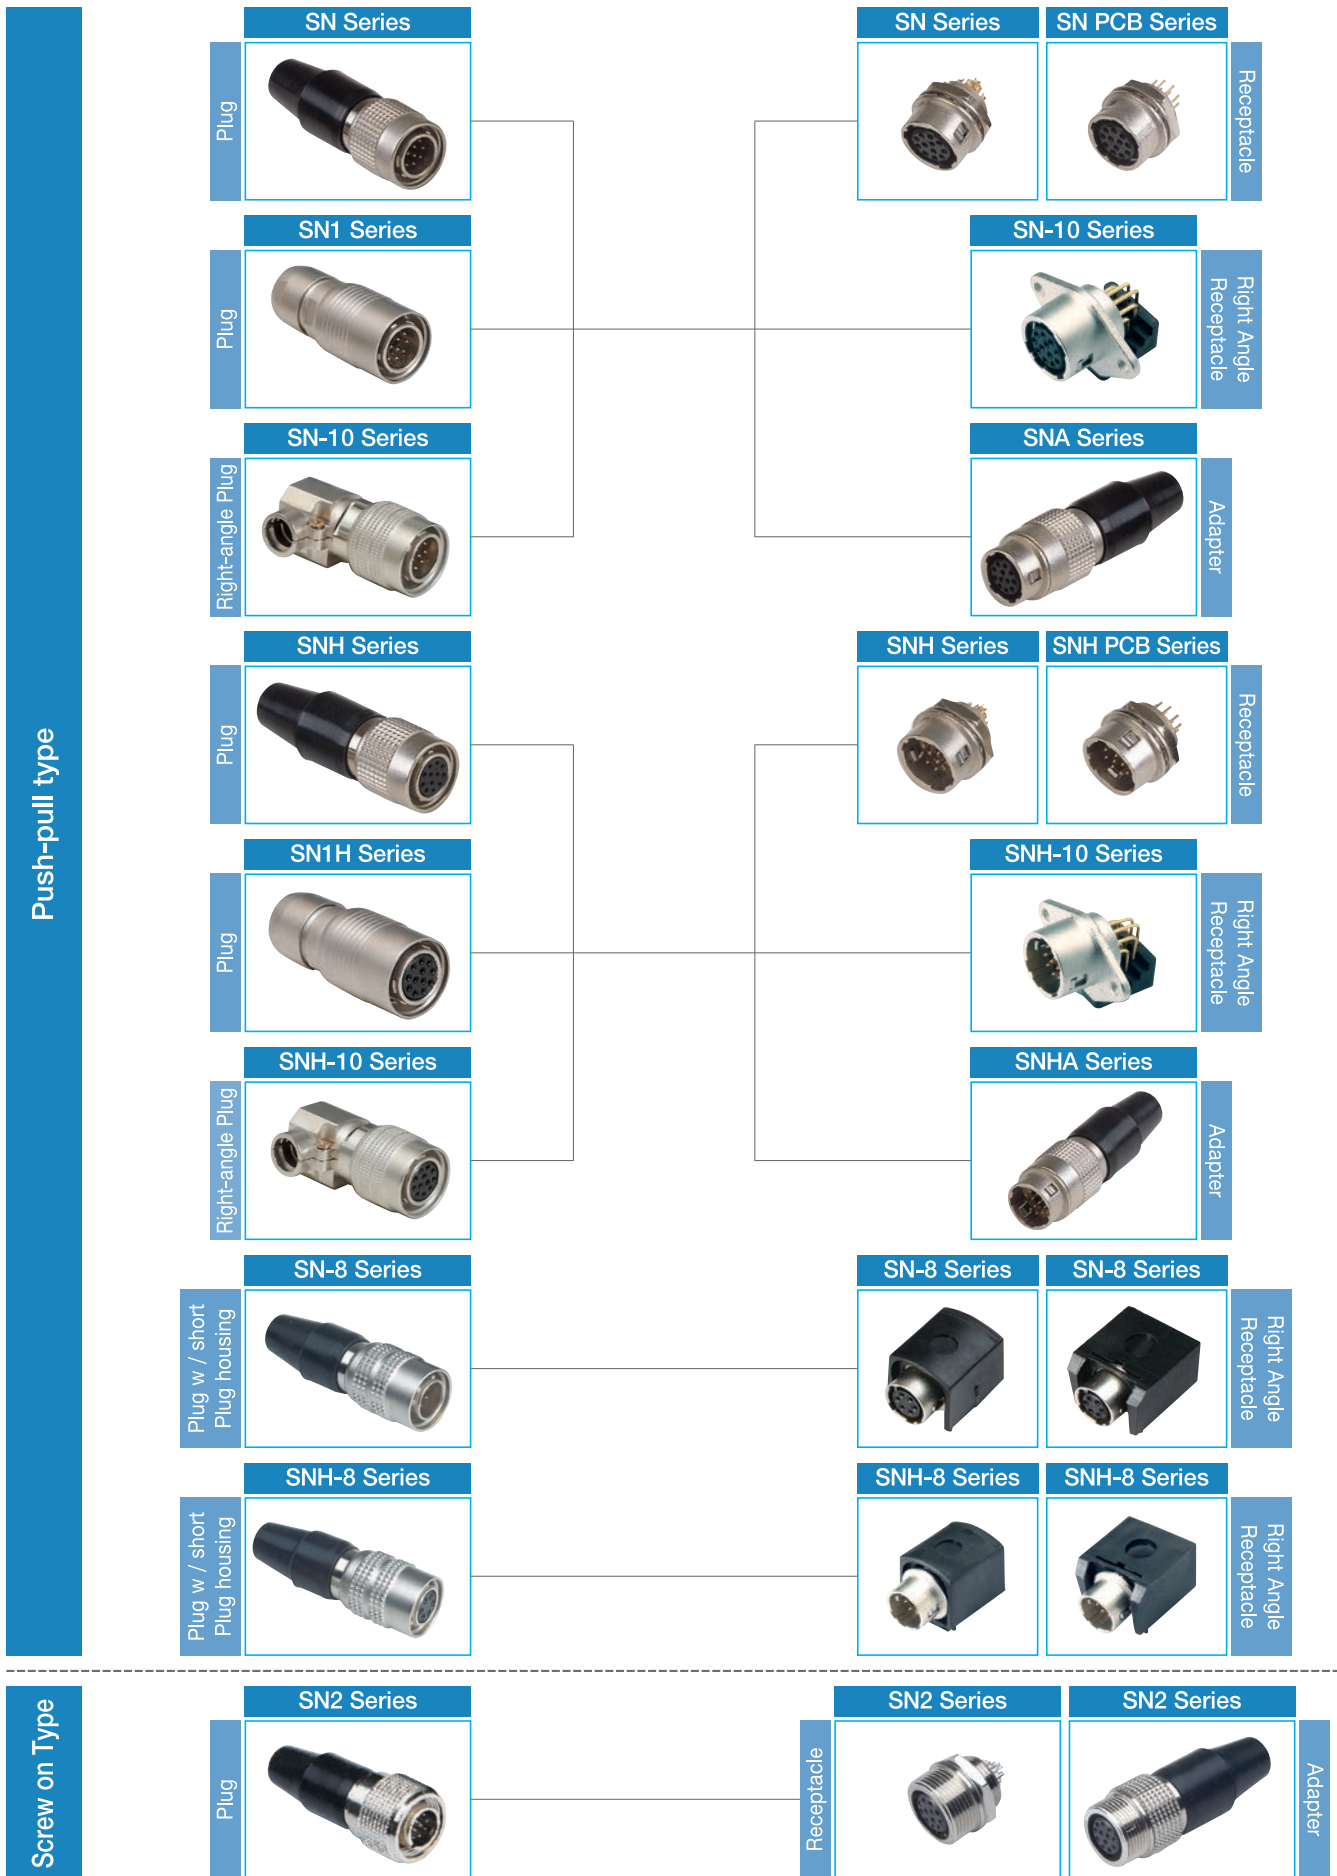 Push-pull type
SN Series
Plug
SN Series
SN PCB Series
Receptacle
SN1 Series
Plug
SN-10 Series
Right Angle
Receptacle
SN-10 Series
Right-angle Plug
SNA Series
Adapter
SNH Series
Plug
SNH Series
SNH PCB Series
Receptacle
SN1H Series
Plug
SNH-10 Series
Right Angle
Receptacle
SNH-10 Series
Right-angle Plug
SNHA Series
Adapter
SN-8 Series
Plug w / short
Plug housing
SN-8 Series
SN-8 Series
Right Angle
Receptacle
SNH-8 Series
Plug w / short
Plug housing
SNH-8 Series
SNH-8 Series
Right Angle
Receptacle
Screw on Type
SN2 Series
Plug
SN2 Series
Receptacle
SN2 Series
Adapter